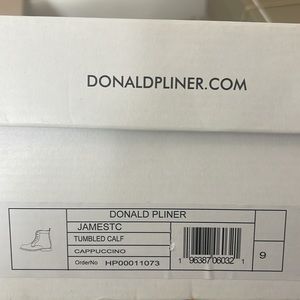 DONALDPLINER.COM
DONALD PLINER
JAMESTC
TUMBLED CALF
CAPPUCCINO
OrderNo HP00011073
1 96387 06032 1
9